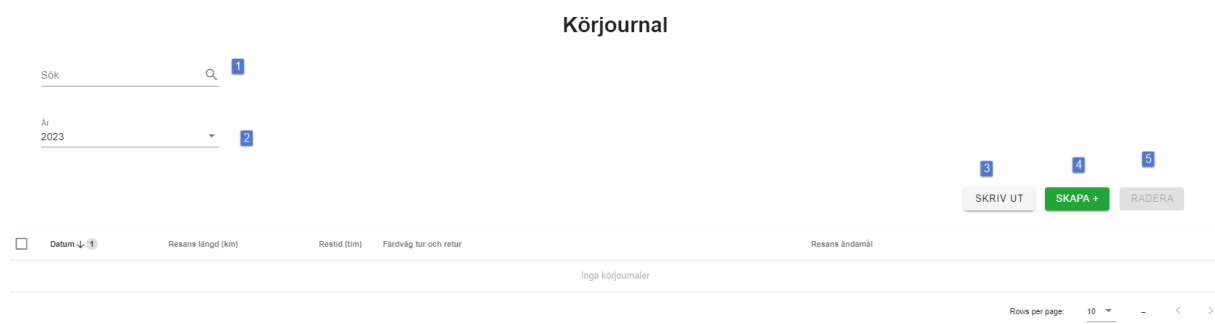 Körjournal
Sök
1
År
2023
2
3
4
5
SKRIV UT
SKAPA +
RADERA
Datum ↓ 1 Resans längd (km) Restid (tim) Färdväg tur och retur Resans ändamål
Inga körjournaler
Rows per page: 10 – < >